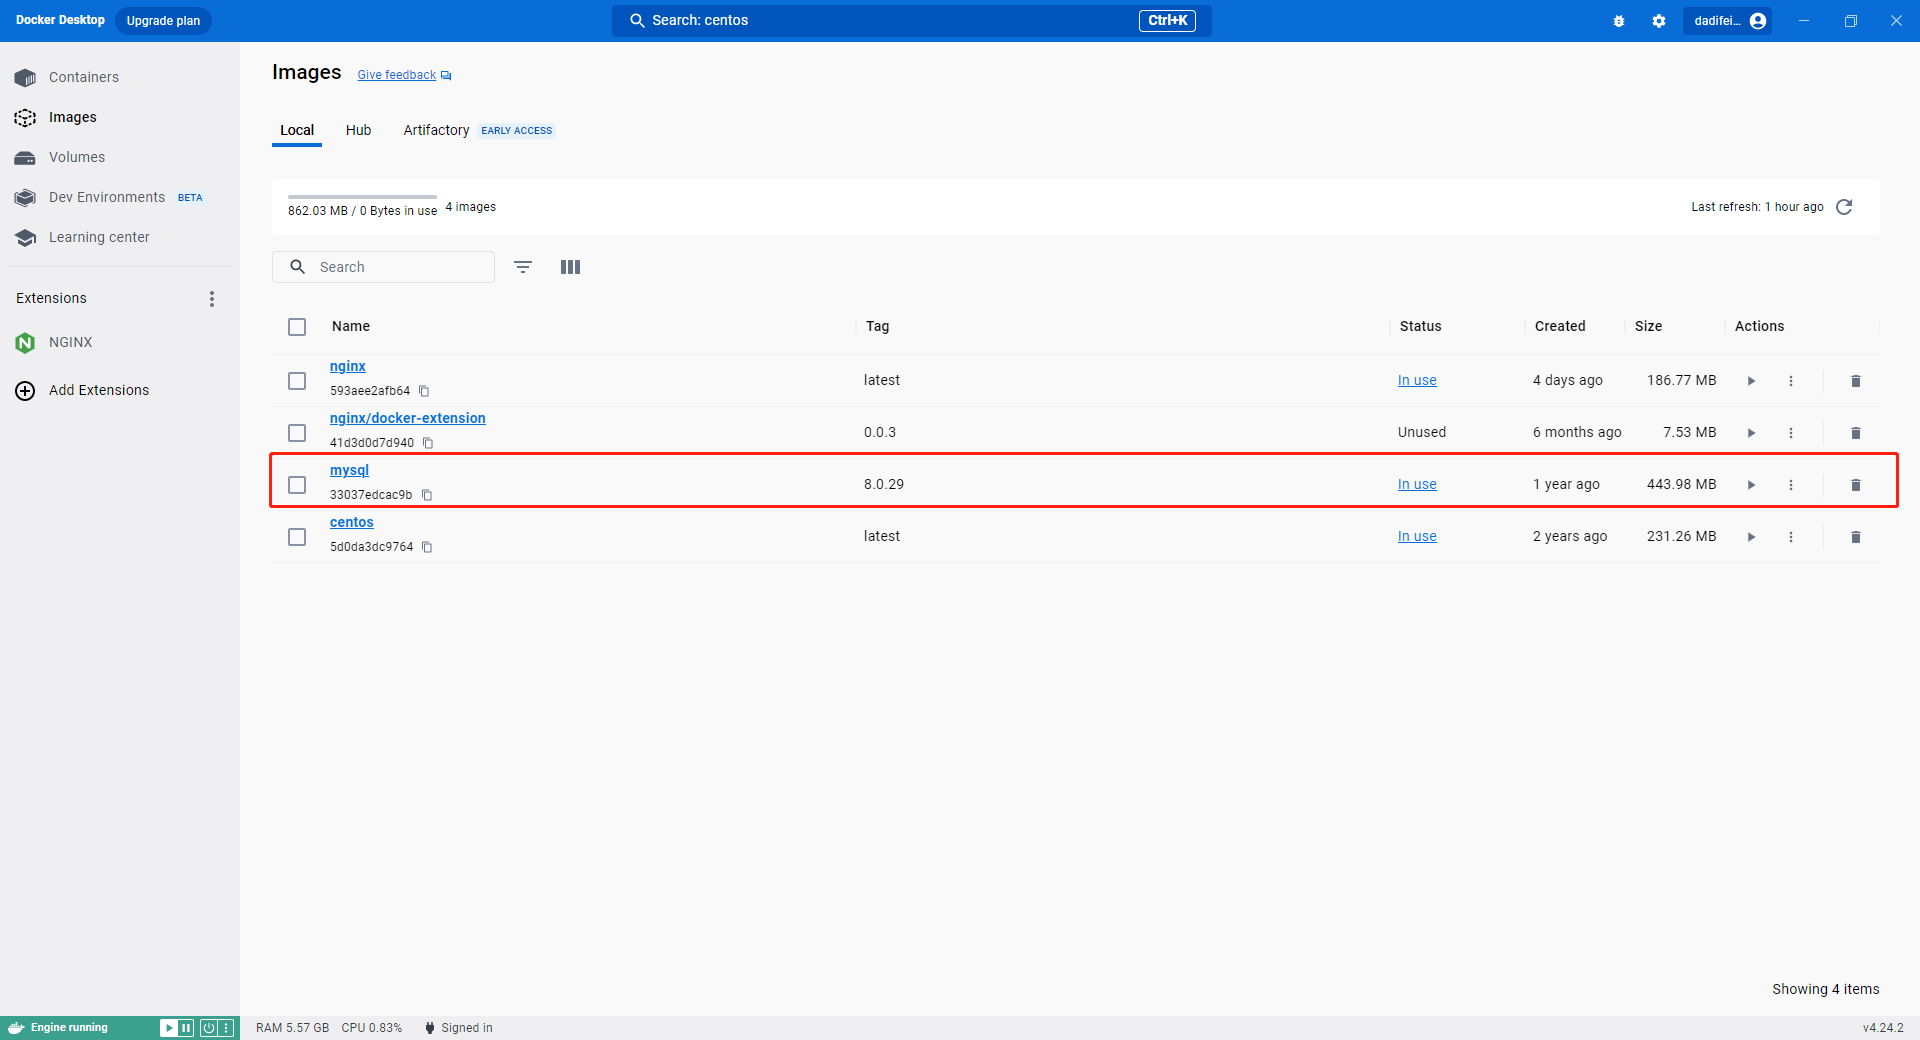 Docker Desktop Upgrade plan Search: centos Ctrl+K dadifei...
Containers
Images
Volumes
Dev Environments BETA
Learning center
Extensions
NGINX
Add Extensions
Images Give feedback
Local Hub Artifactory EARLY ACCESS
862.03 MB / 0 Bytes in use 4 images Last refresh: 1 hour ago
Search
Name Tag Status Created Size Actions
nginx
593aee2afb64
latest In use 4 days ago 186.77 MB
nginx/docker-extension
41d3d0d7d940
0.0.3 Unused 6 months ago 7.53 MB
mysql
33037edcac9b
8.0.29 In use 1 year ago 443.98 MB
centos
5d0da3dc9764
latest In use 2 years ago 231.26 MB
Showing 4 items
Engine running RAM 5.57 GB CPU 0.83% Signed in v4.24.2